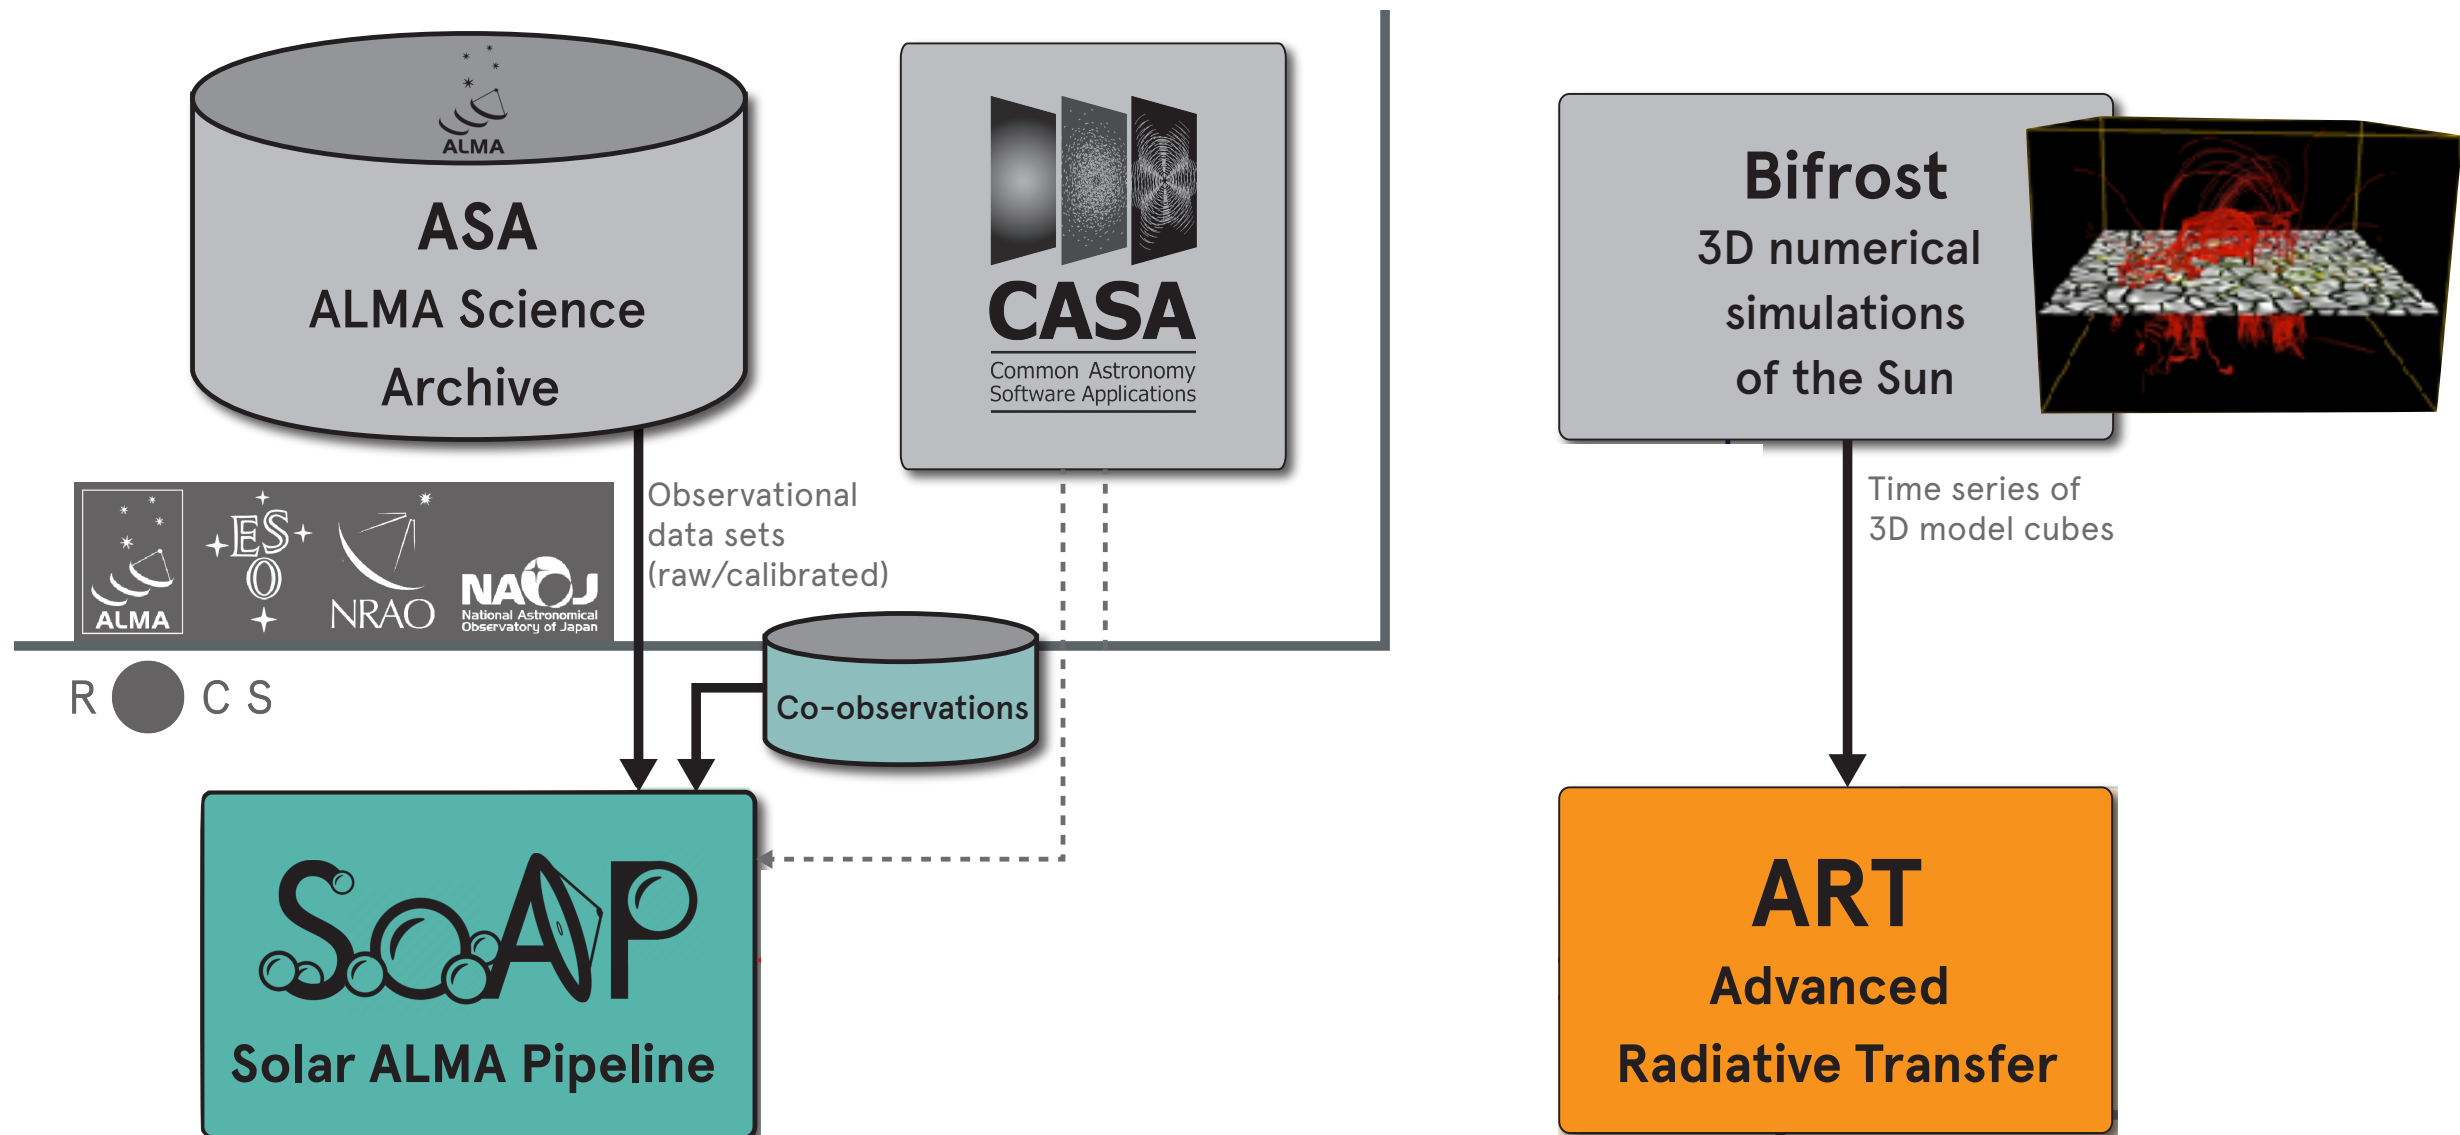 ALMA
ASA
ALMA Science
Archive
CASA
Common Astronomy
Software Applications
Bifrost
3D numerical
simulations
of the Sun
ALMA
ESO
NRAO
NAOJ
National Astronomical
Observatory of Japan
Observational
data sets
(raw/calibrated)
Time series of
3D model cubes
R CS
Co-observations
SoAP
Solar ALMA Pipeline
ART
Advanced
Radiative Transfer